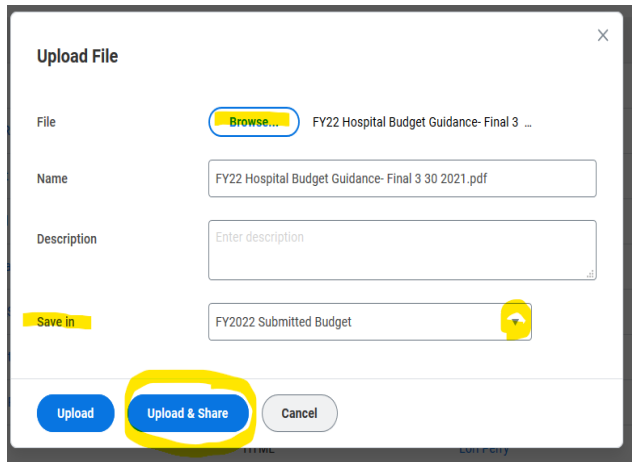 Upload File
File Browse... FY22 Hospital Budget Guidance- Final 3 ...
Name FY22 Hospital Budget Guidance- Final 3 30 2021.pdf
Description Enter description
Save in FY2022 Submitted Budget
Upload Upload & Share Cancel
HTML Lori Perry